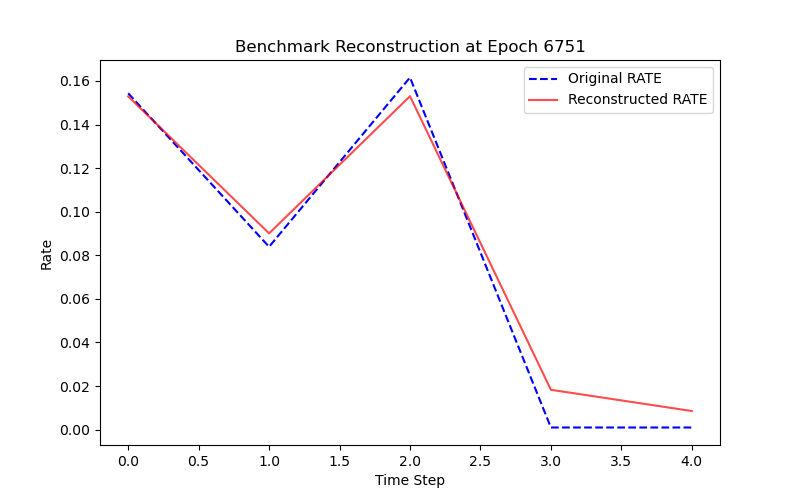 Benchmark Reconstruction at Epoch 6751
Original RATE
Reconstructed RATE
0.16
0.14
0.12
0.10
0.08
0.06
0.04
0.02
0.00
Rate
0.0 0.5 1.0 1.5 2.0 2.5 3.0 3.5 4.0
Time Step